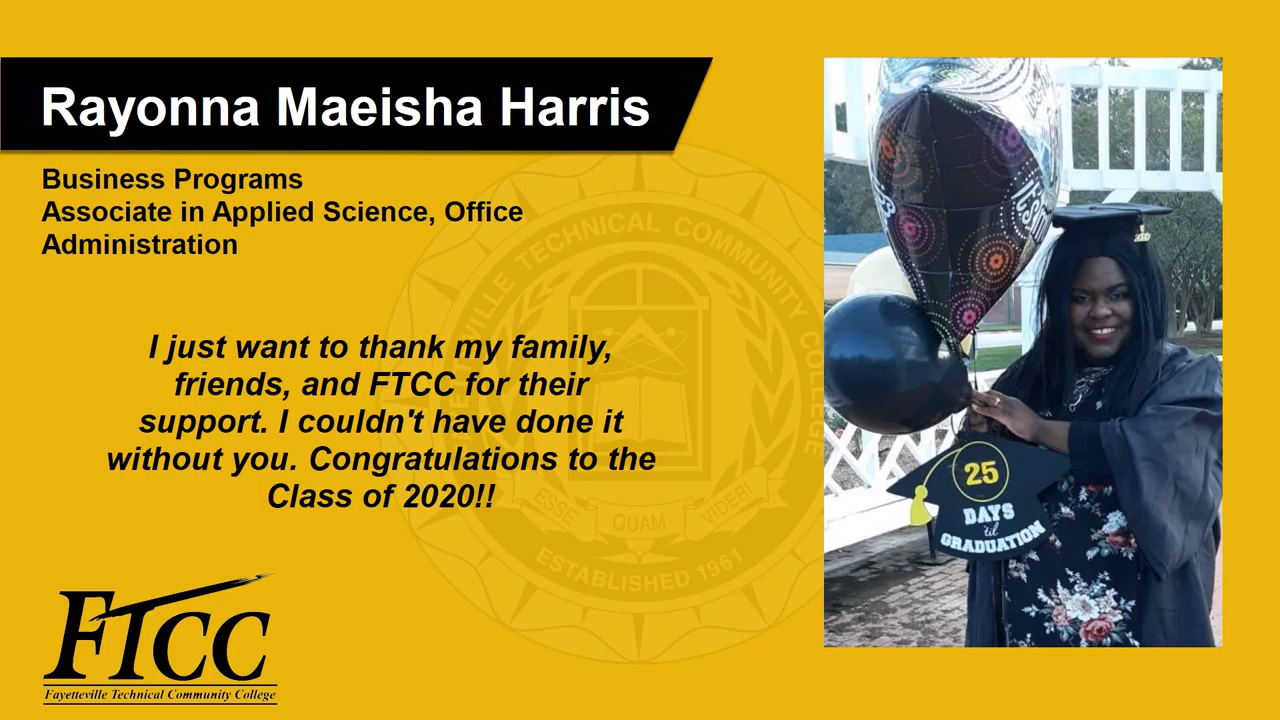 Rayonna Maeisha Harris
Business Programs
Associate in Applied Science, Office
Administration
I just want to thank my family,
friends, and FTCC for their
support. I couldn't have done it
without you. Congratulations to the
Class of 2020!!
TECHNICAL COMMUNITY COLLEGE
ESSE QUAM VIDERI
ESTABLISHED 1961
FTCC
Fayetteville Technical Community College
25
DAYS
'til
GRADUATION